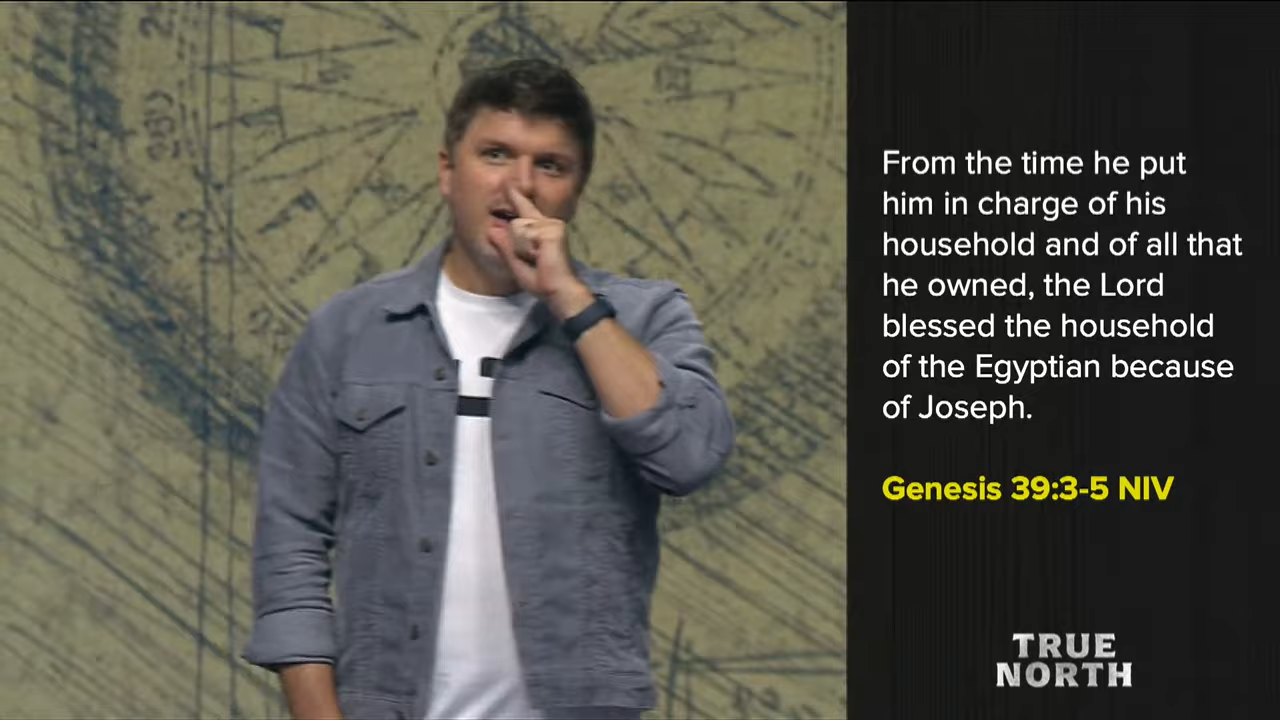 From the time he put
him in charge of his
household and of all that
he owned, the Lord
blessed the household
of the Egyptian because
of Joseph.
Genesis 39:3-5 NIV
TRUE
NORTH